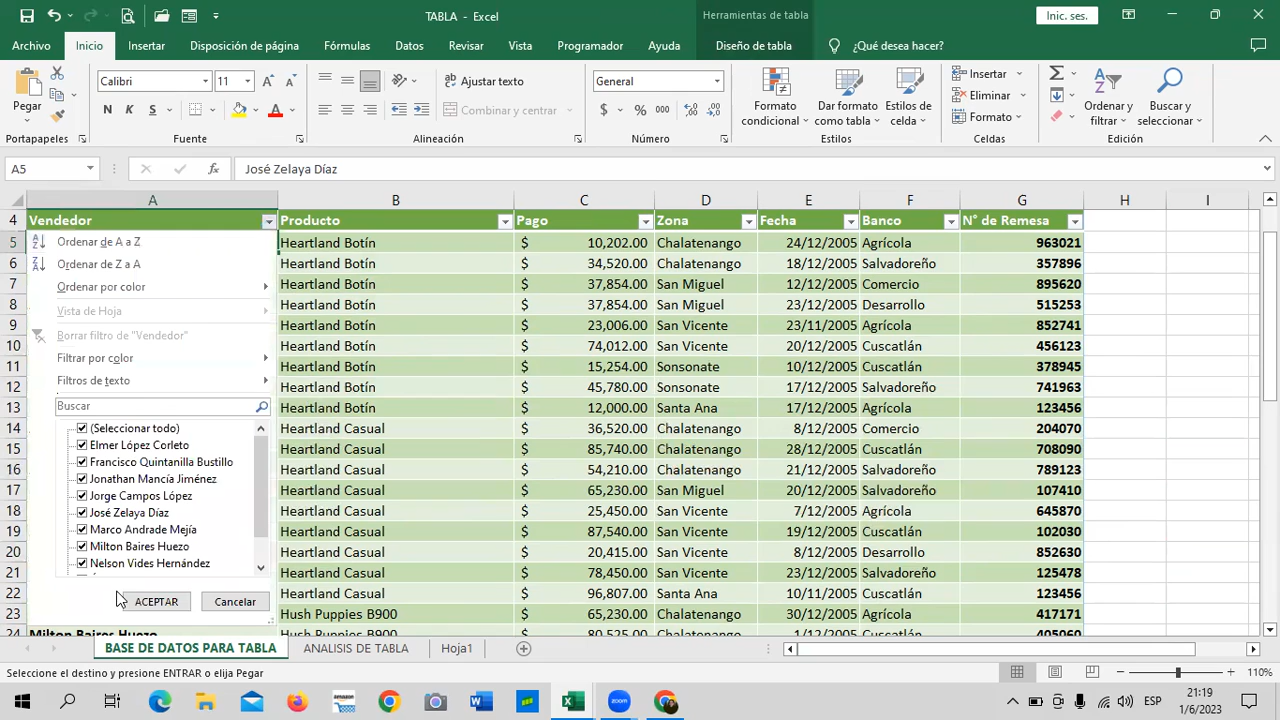 TABLA - Excel
Herramientas de tabla
Inic. ses.
Archivo Inicio Insertar Disposición de página Fórmulas Datos Revisar Vista Programador Ayuda Diseño de tabla ¿Qué desea hacer?
Pegar
Calibri 11
N K S
Ajustar texto
Combinar y centrar
General
$ % 000
Formato condicional
Dar formato como tabla
Estilos de celda
Insertar
Eliminar
Formato
Ordenar y filtrar
Buscar y seleccionar
Portapapeles Fuente Alineación Número Estilos Celdas Edición
A5 fx José Zelaya Díaz
A B C D E F G H I
4 Vendedor Producto Pago Zona Fecha Banco N° de Remesa
5 Heartland Botín $ 10,202.00 Chalatenango 24/12/2005 Agrícola 963021
6 Heartland Botín $ 34,520.00 Chalatenango 18/12/2005 Salvadoreño 357896
7 Heartland Botín $ 37,854.00 San Miguel 12/12/2005 Comercio 895620
8 Heartland Botín $ 37,854.00 San Miguel 23/12/2005 Desarrollo 515253
9 Heartland Botín $ 23,006.00 San Vicente 23/11/2005 Agrícola 852741
10 Heartland Botín $ 74,012.00 San Vicente 20/12/2005 Cuscatlán 456123
11 Heartland Botín $ 15,254.00 Sonsonate 10/12/2005 Cuscatlán 378945
12 Heartland Botín $ 45,780.00 Sonsonate 17/12/2005 Salvadoreño 741963
13 Heartland Botín $ 12,000.00 Santa Ana 17/12/2005 Agrícola 123456
14 Heartland Casual $ 36,520.00 Chalatenango 8/12/2005 Comercio 204070
15 Heartland Casual $ 85,740.00 Chalatenango 28/12/2005 Cuscatlán 708090
16 Heartland Casual $ 54,210.00 Chalatenango 21/12/2005 Salvadoreño 789123
17 Heartland Casual $ 65,230.00 San Miguel 20/12/2005 Salvadoreño 107410
18 Heartland Casual $ 25,450.00 San Vicente 7/12/2005 Agrícola 645870
19 Heartland Casual $ 87,540.00 San Vicente 19/12/2005 Cuscatlán 102030
20 Heartland Casual $ 20,415.00 San Vicente 8/12/2005 Desarrollo 852630
21 Heartland Casual $ 78,450.00 San Vicente 23/12/2005 Salvadoreño 125478
22 Heartland Casual $ 96,807.00 Santa Ana 10/11/2005 Cuscatlán 123456
23 Hush Puppies B900 $ 65,230.00 Chalatenango 30/12/2005 Agrícola 417171
24 Milton Baires Huezo Hush Puppies B900 $ 80,525.00 Chalatenango 1/12/2005 Salvadoreño 405060
Ordenar de A a Z
Ordenar de Z a A
Ordenar por color
Vista de Hoja
Borrar filtro de "Vendedor"
Filtrar por color
Filtros de texto
Buscar
(Seleccionar todo)
Elmer López Corleto
Francisco Quintanilla Bustillo
Jonathan Mancía Jiménez
Jorge Campos López
José Zelaya Díaz
Marco Andrade Mejía
Milton Baires Huezo
Nelson Vides Hernández
ACEPTAR Cancelar
BASE DE DATOS PARA TABLA ANALISIS DE TABLA Hoja1
Seleccione el destino y presione ENTRAR o elija Pegar
110%
ESP
21:19
1/6/2023